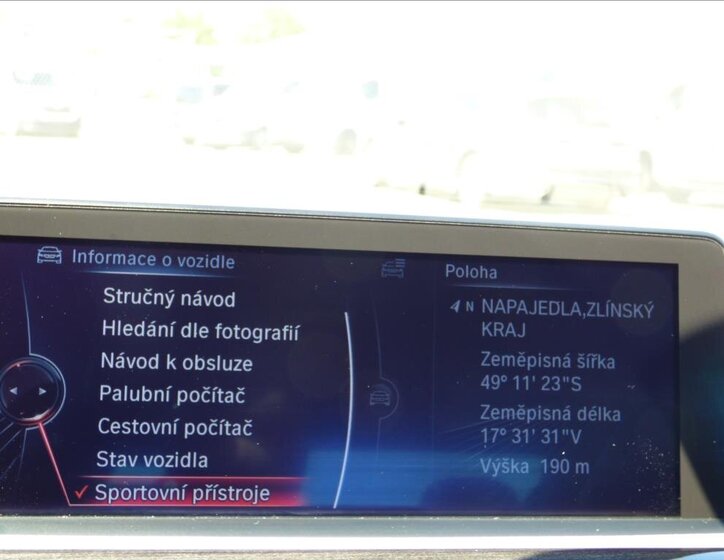 Informace o vozidle
Stručný návod
Hledání dle fotografií
Návod k obsluze
Palubní počítač
Cestovní počítač
Stav vozidla
Sportovní přístroje
Poloha
N NAPAJEDLA,ZLÍNSKÝ
KRAJ
Zeměpisná šířka
49° 11' 23"S
Zeměpisná délka
17° 31' 31"V
Výška 190 m